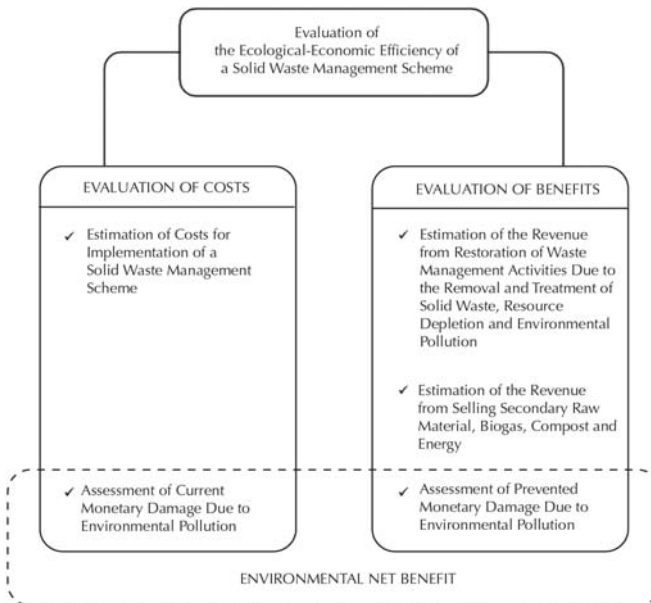 Evaluation of
the Ecological-Economic Efficiency of
a Solid Waste Management Scheme
EVALUATION OF COSTS
✓ Estimation of Costs for
Implementation of a
Solid Waste Management
Scheme
✓ Assessment of Current
Monetary Damage Due to
Environmental Pollution
EVALUATION OF BENEFITS
✓ Estimation of the Revenue
from Restoration of Waste
Management Activities Due to
the Removal and Treatment of
Solid Waste, Resource
Depletion and Environmental
Pollution
✓ Estimation of the Revenue
from Selling Secondary Raw
Material, Biogas, Compost and
Energy
✓ Assessment of Prevented
Monetary Damage Due to
Environmental Pollution
ENVIRONMENTAL NET BENEFIT